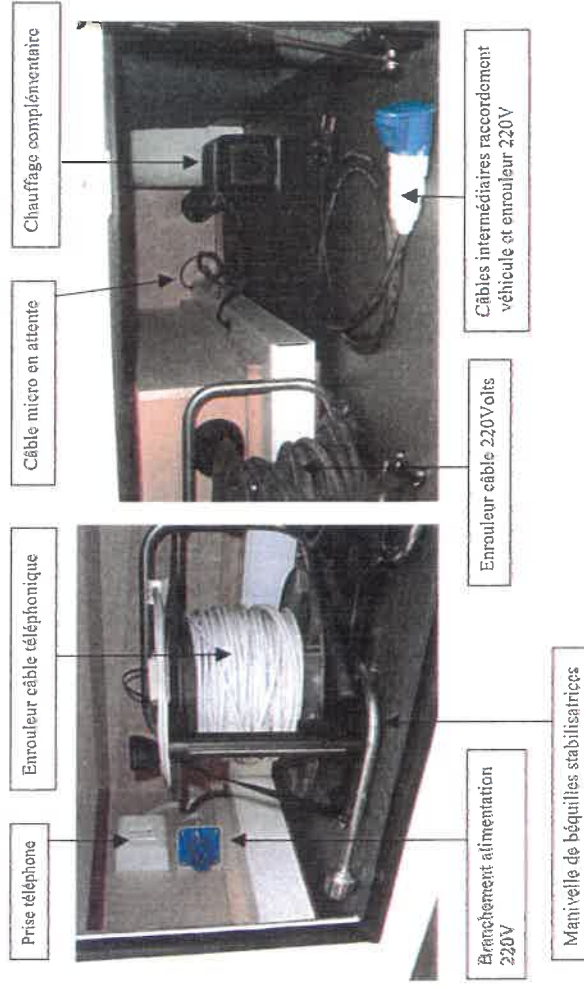 Prise téléphone
Enrouleur câble téléphonique
Câble micro en attente
Chauffage complémentaire
Branchement alimentation
220V
Manivelle de béquilles stabilisatrices
Enrouleur câble 220Volts
Câbles intermédiaires raccordement
véhicule et enrouleur 220V